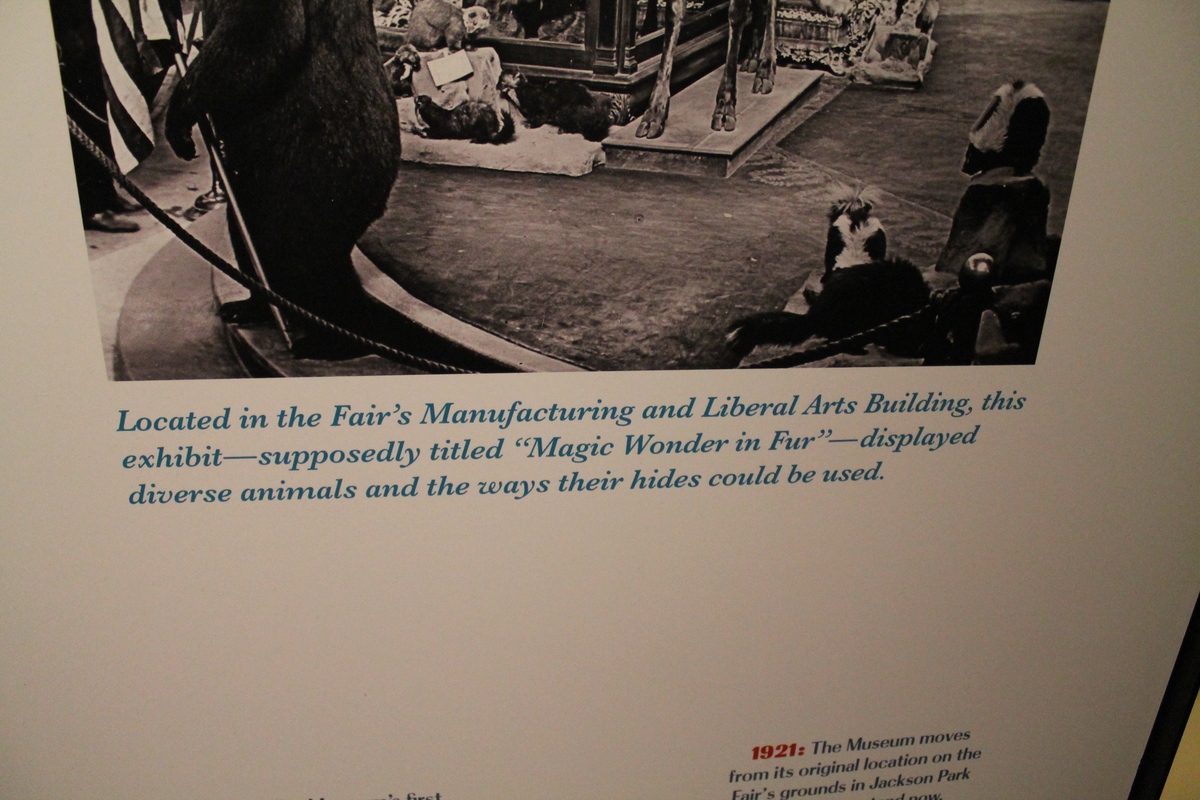 Located in the Fair's Manufacturing and Liberal Arts Building, this
exhibit—supposedly titled “Magic Wonder in Fur”—displayed
diverse animals and the ways their hides could be used.
1921: The Museum moves
from its original location on the
Fair's grounds in Jackson Park
now.
first